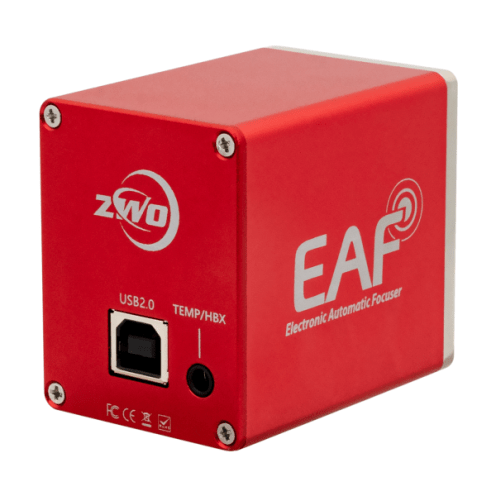 ZWO
USB2.0
TEMP/HBX
FC CE
EAF
Electronic Automatic Focuser